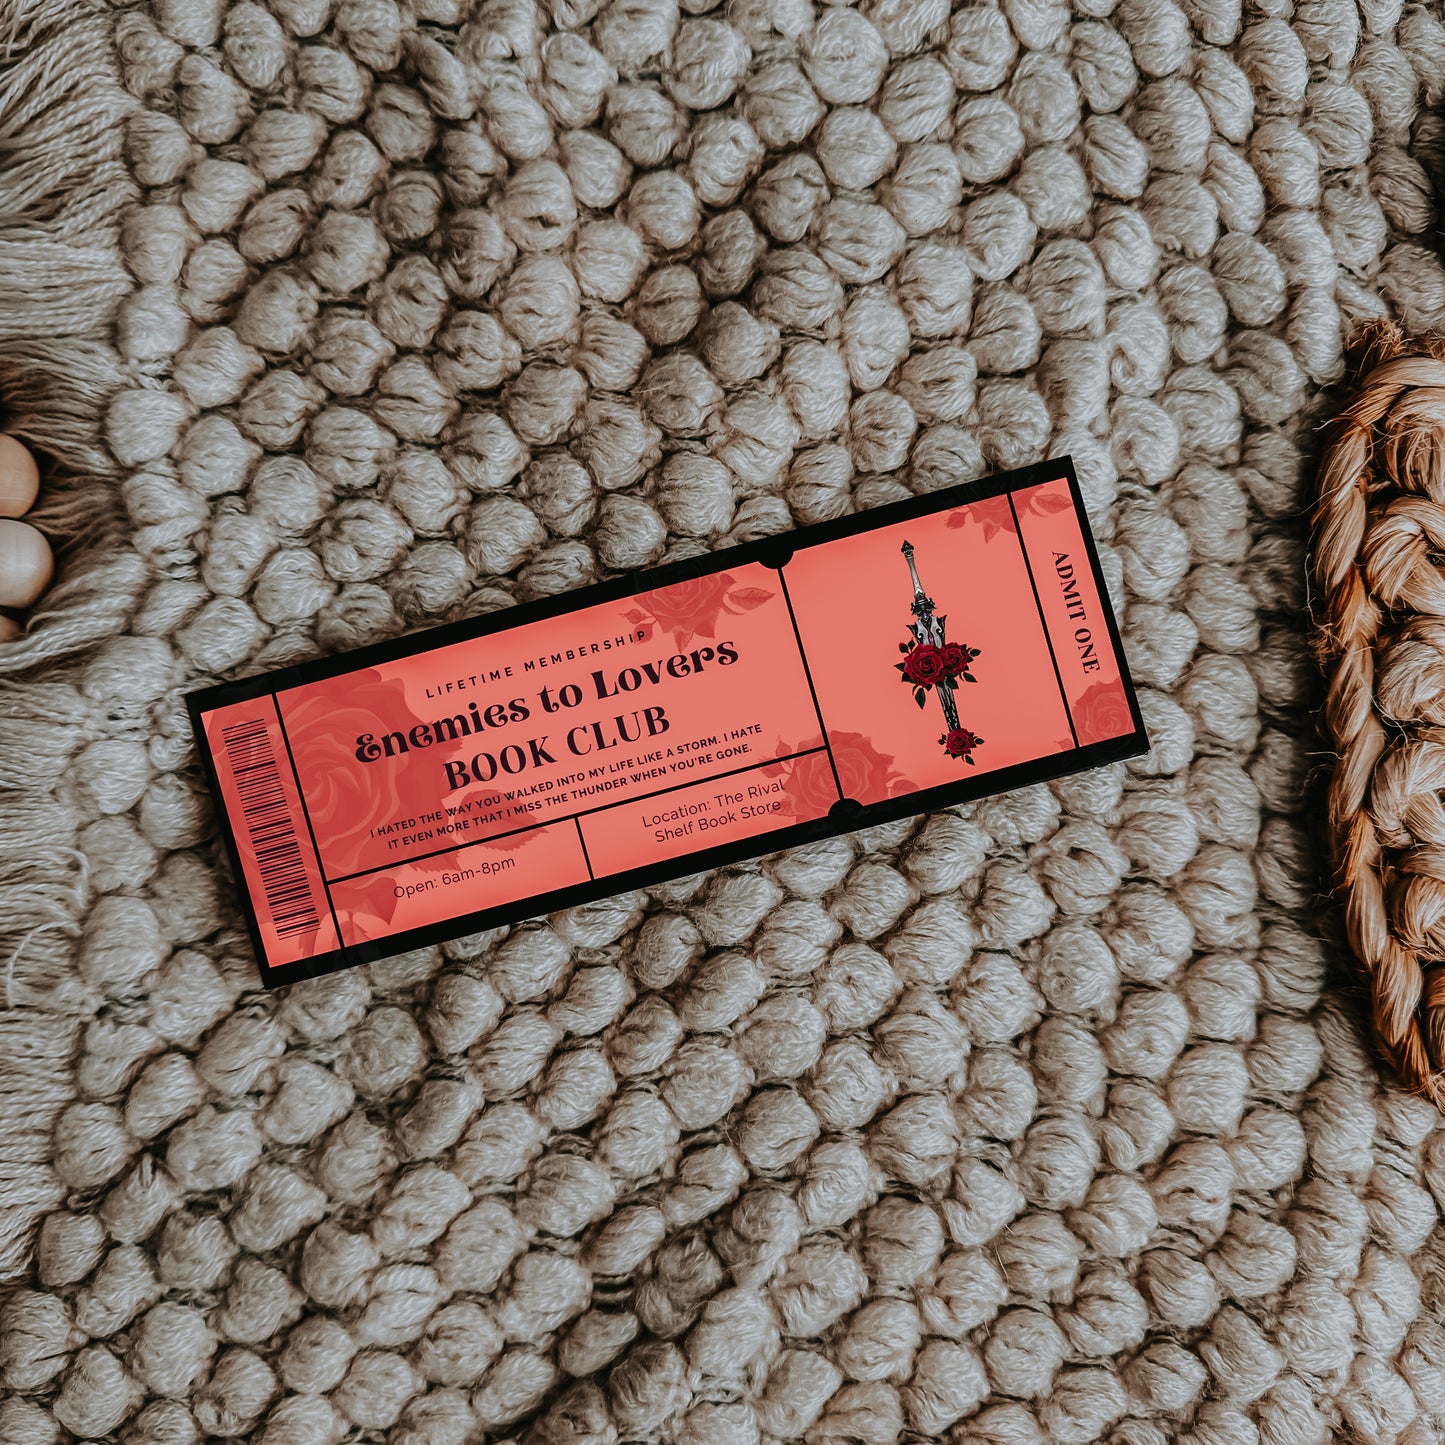 LIFETIME MEMBERSHIP
Enemies to Lovers
BOOK CLUB
I HATED THE WAY YOU WALKED INTO MY LIFE LIKE A STORM. I HATE
IT EVEN MORE THAT I MISS THE THUNDER WHEN YOU'RE GONE.
Open: 6am-8pm
Location: The Rival
Shelf Book Store
ADMIT ONE